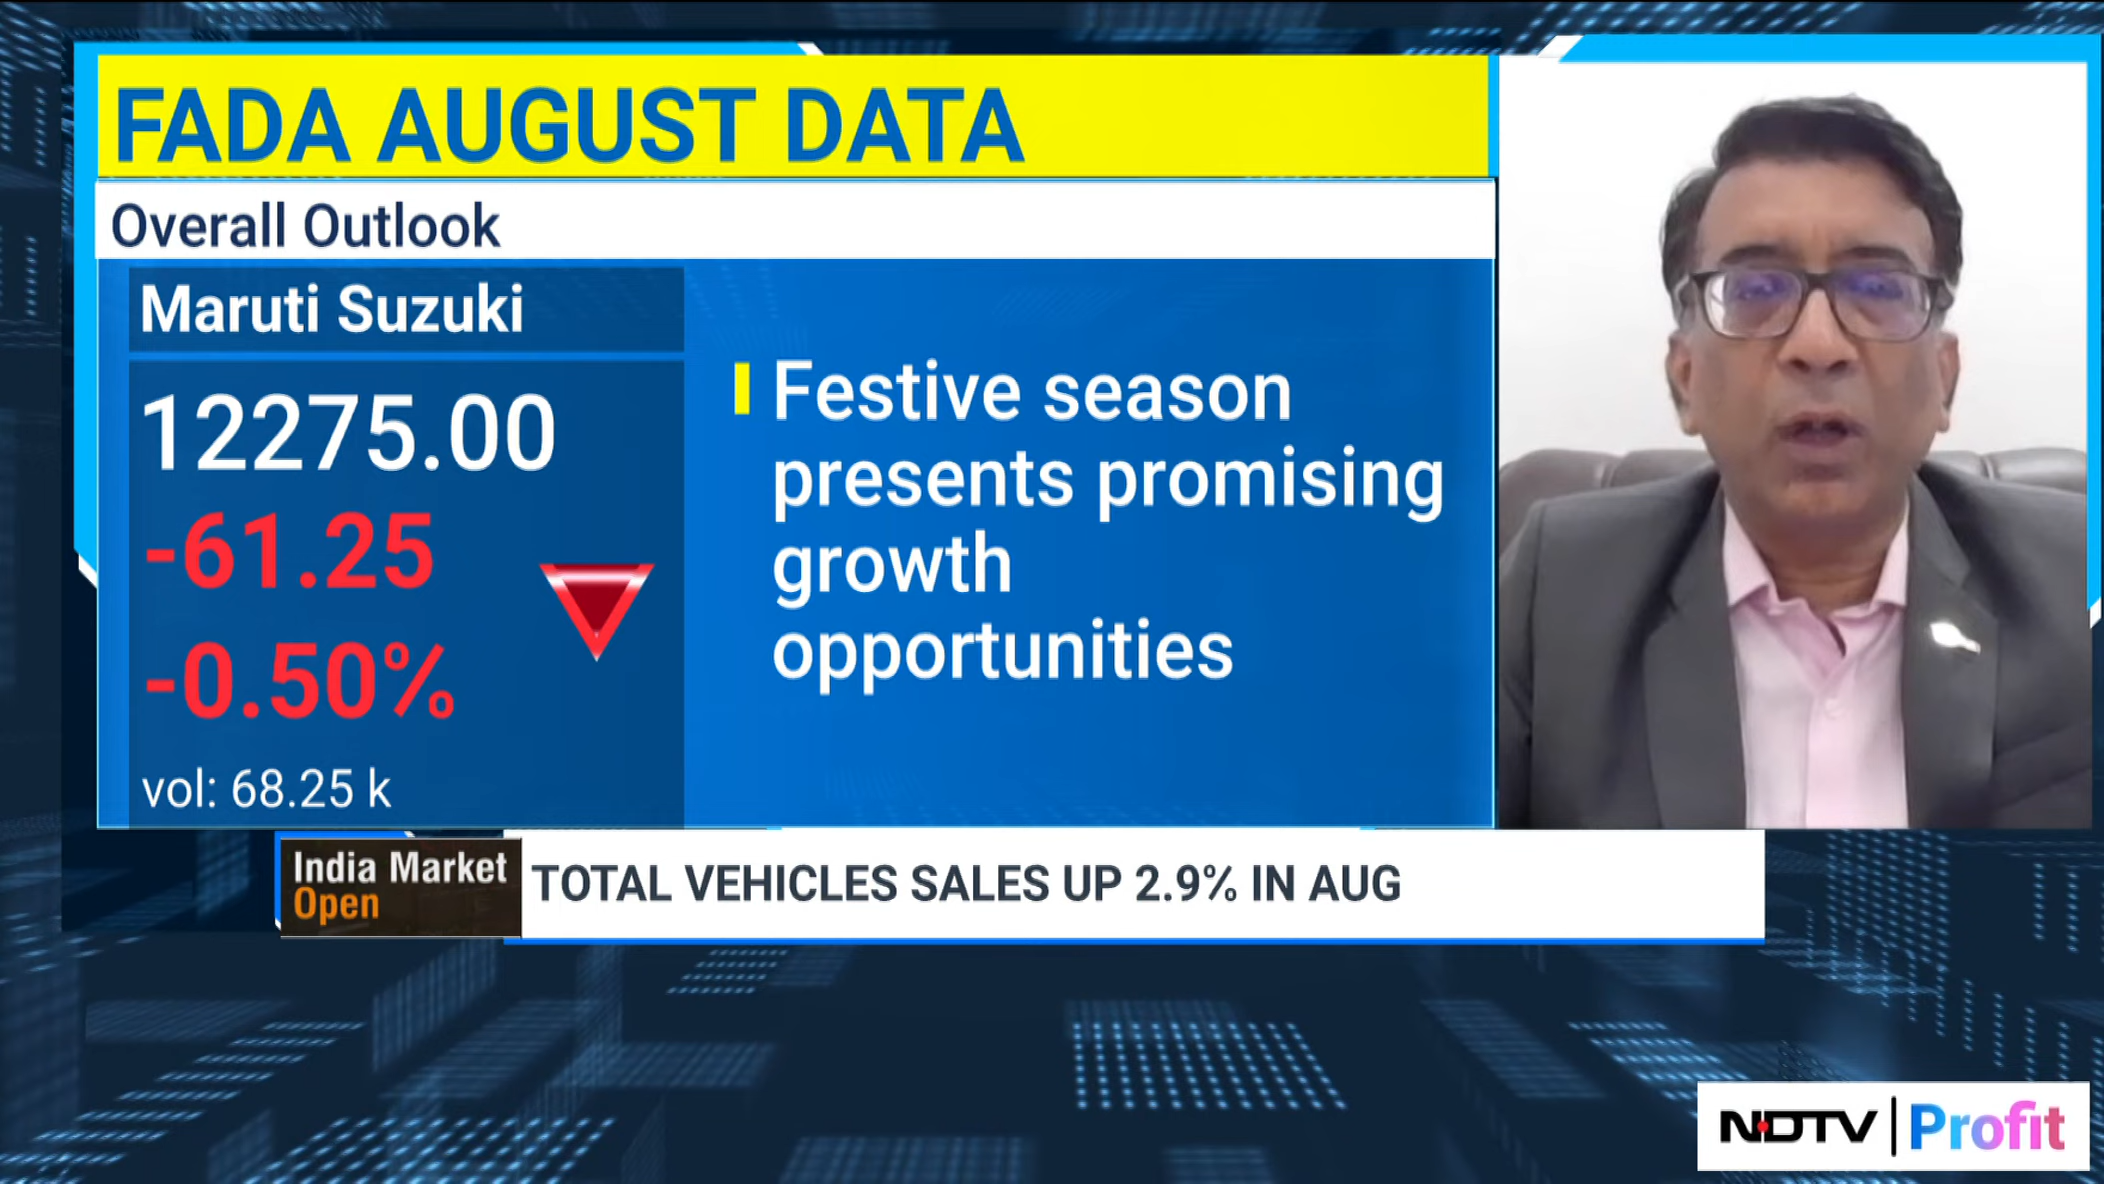 FADA AUGUST DATA
Overall Outlook
Maruti Suzuki
12275.00
-61.25
-0.50%
vol: 68.25 k
Festive season
presents promising
growth
opportunities
India Market
Open
TOTAL VEHICLES SALES UP 2.9% IN AUG
NDTV | Profit